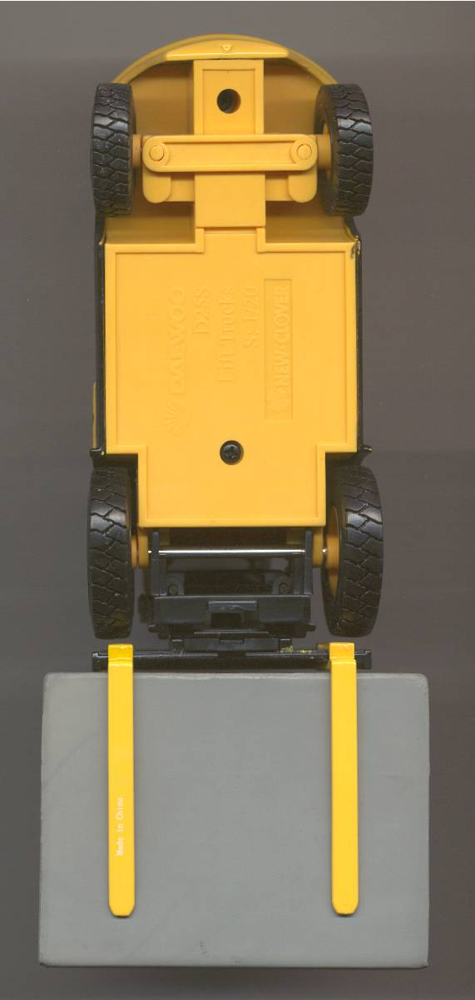 DAEWOO
D25S
Lift Trucks
S: 1/20
NEW CLOVER
Made in China